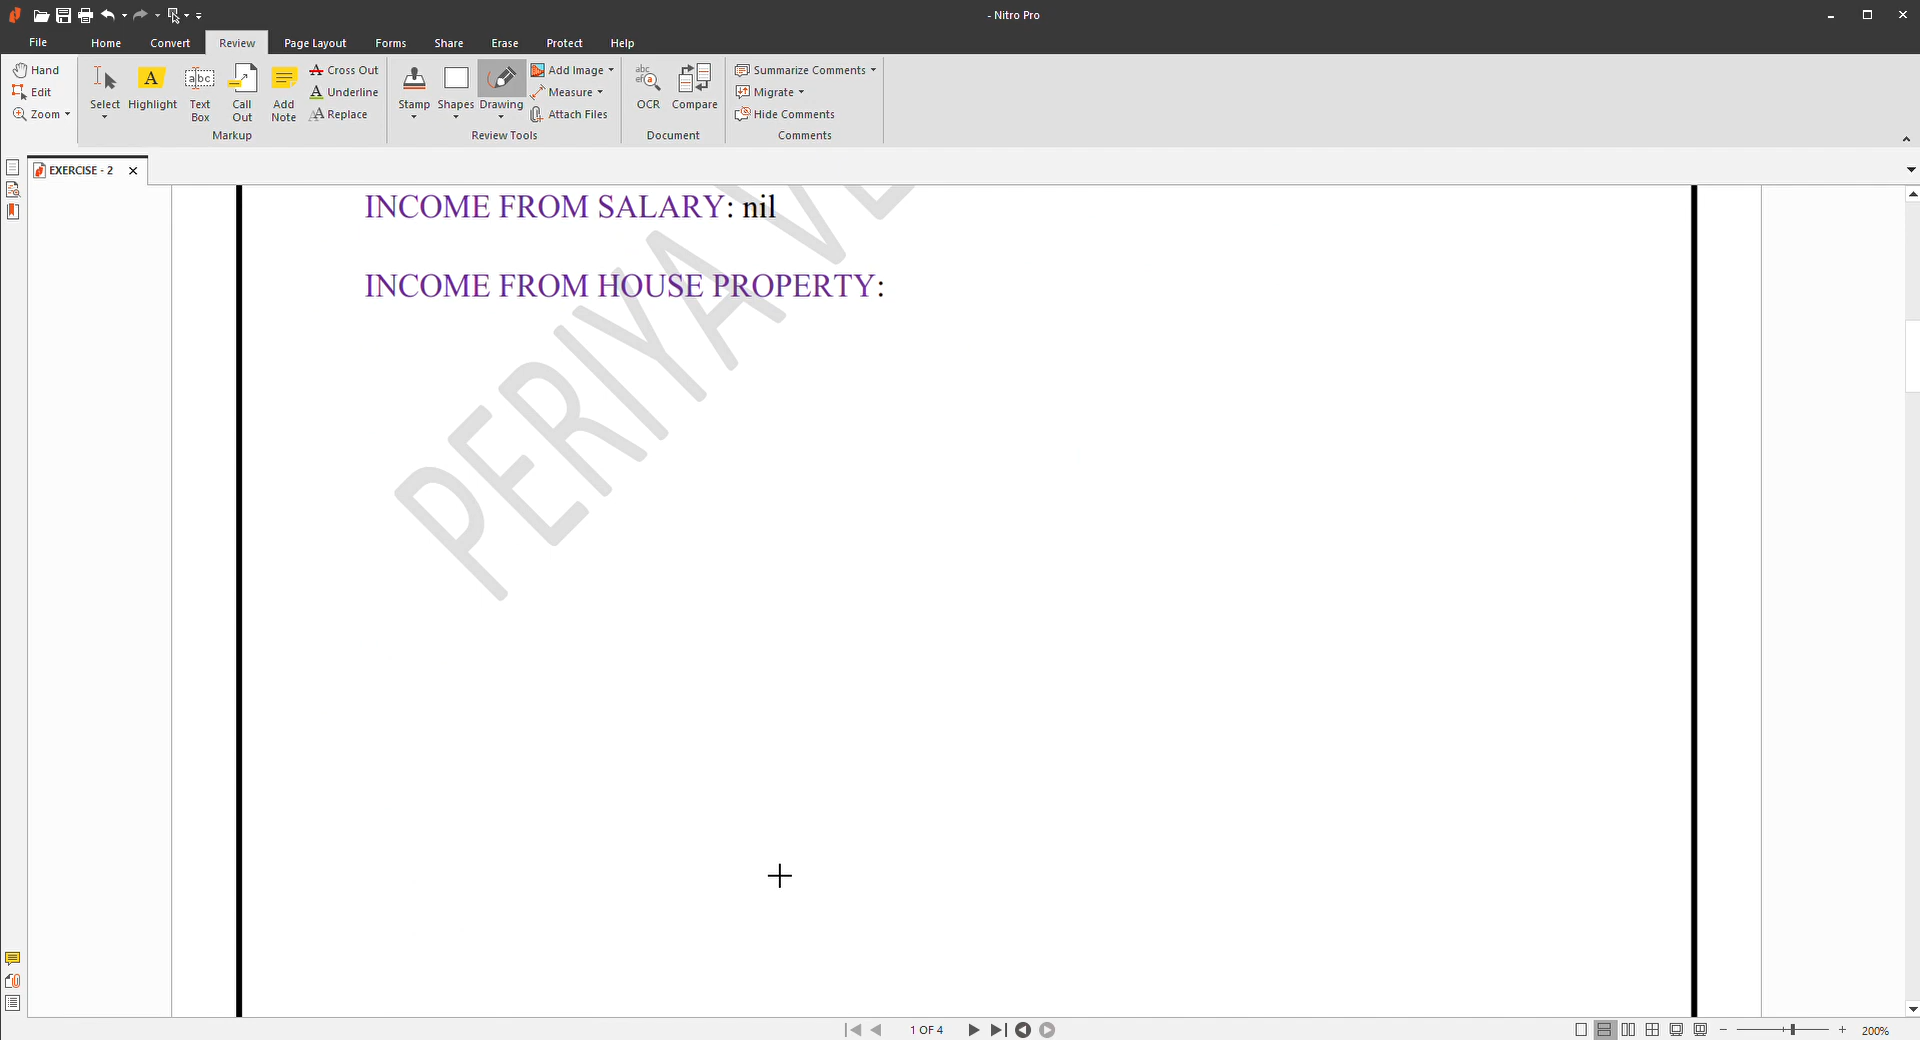 - Nitro Pro
File
Home
Convert
Review
Page Layout
Forms
Share
Erase
Protect
Help
Hand
Edit
Zoom
Select
Highlight
Text Box
Call Out
Add Note
Cross Out
Underline
Replace
Markup
Stamp
Shapes
Drawing
Add Image
Measure
Attach Files
Review Tools
OCR
Compare
Document
Summarize Comments
Migrate
Hide Comments
Comments
EXERCISE - 2
INCOME FROM SALARY: nil
INCOME FROM HOUSE PROPERTY:
PERIYA
1 OF 4
200%